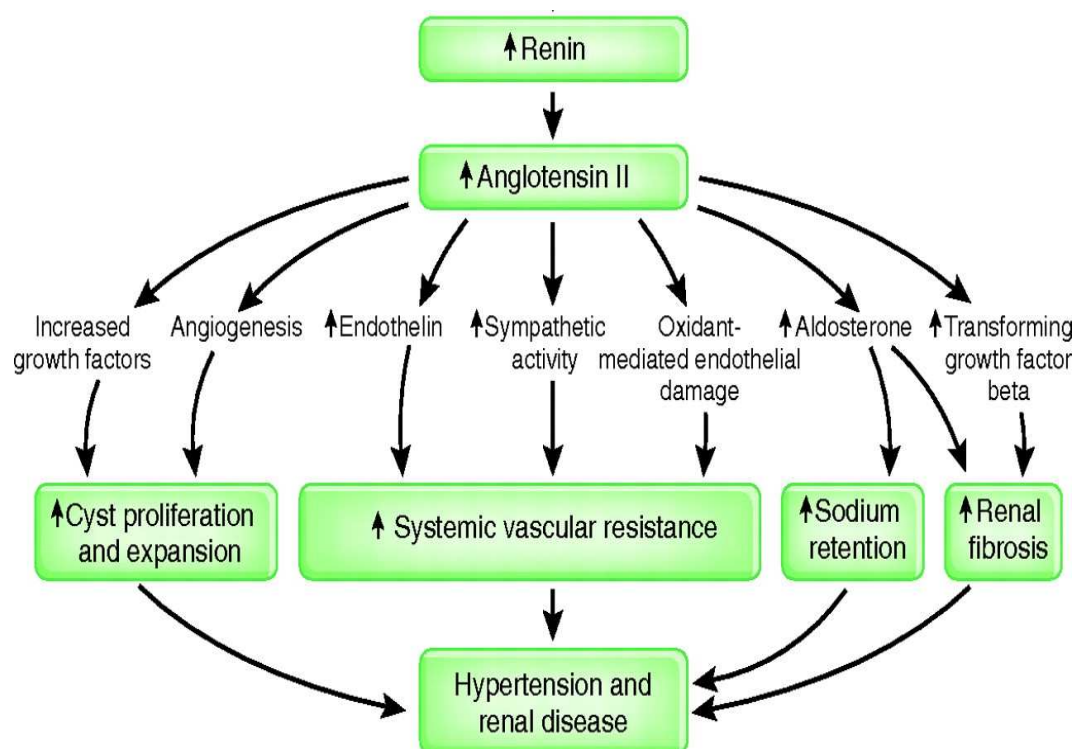 ↑Renin
↑Anglotensin II
Increased
growth factors
Angiogenesis
↑Endothelin
↑Sympathetic
activity
Oxidant-
mediated endothelial
damage
↑Aldosterone
↑Transforming
growth factor
beta
↑Cyst proliferation
and expansion
↑ Systemic vascular resistance
↑Sodium
retention
↑Renal
fibrosis
Hypertension and
renal disease